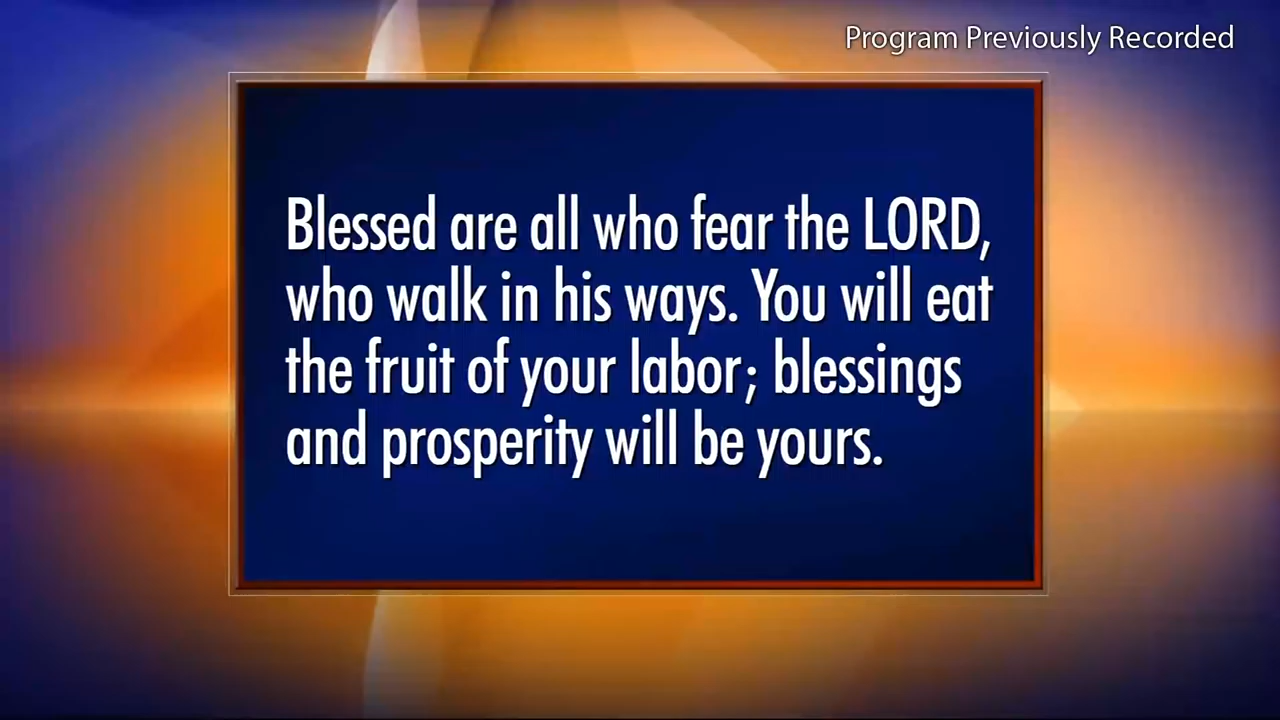 Program Previously Recorded
Blessed are all who fear the LORD,
who walk in his ways. You will eat
the fruit of your labor; blessings
and prosperity will be yours.